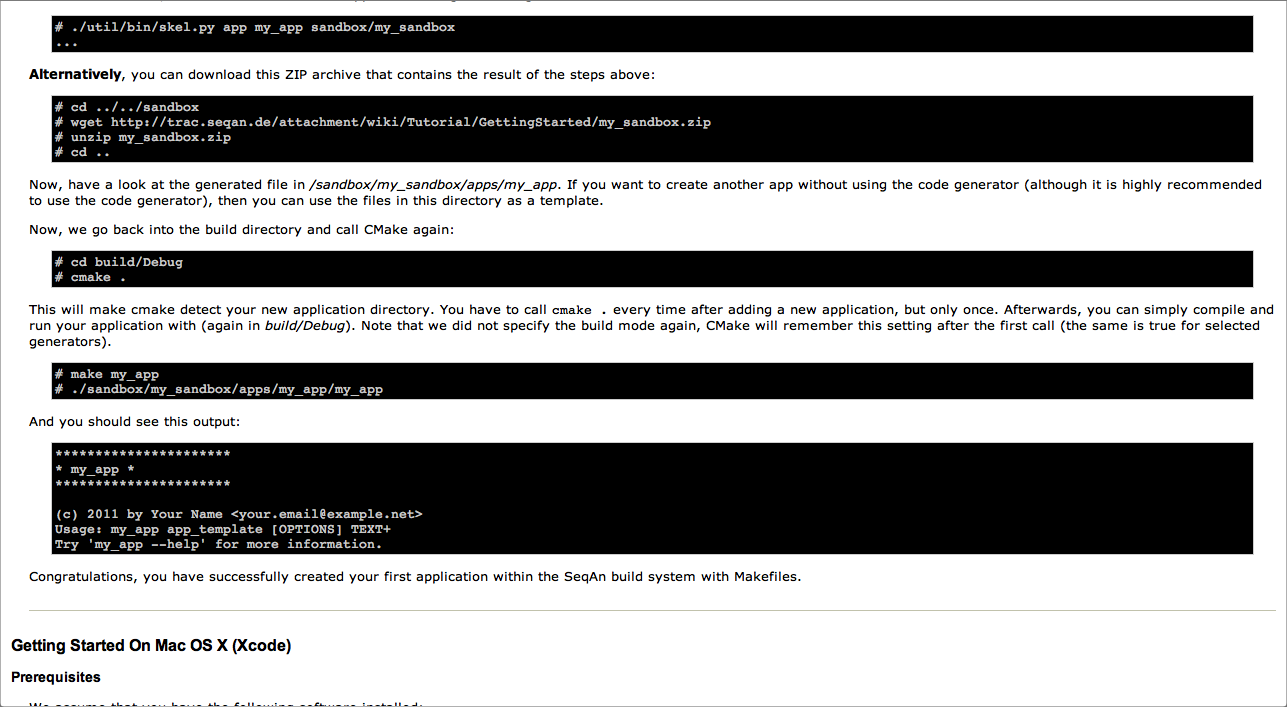 # ./util/bin/skel.py app my_app sandbox/my_sandbox
...
Alternatively, you can download this ZIP archive that contains the result of the steps above:
# cd ../../sandbox
# wget http://trac.seqan.de/attachment/wiki/Tutorial/GettingStarted/my_sandbox.zip
# unzip my_sandbox.zip
# cd ..
Now, have a look at the generated file in /sandbox/my_sandbox/apps/my_app. If you want to create another app without using the code generator (although it is highly recommended
to use the code generator), then you can use the files in this directory as a template.
Now, we go back into the build directory and call CMake again:
# cd build/Debug
# cmake .
This will make cmake detect your new application directory. You have to call cmake . every time after adding a new application, but only once. Afterwards, you can simply compile and
run your application with (again in build/Debug). Note that we did not specify the build mode again, CMake will remember this setting after the first call (the same is true for selected
generators).
# make my_app
# ./sandbox/my_sandbox/apps/my_app/my_app
And you should see this output:
**********************
* my_app *
**********************
(c) 2011 by Your Name <your.email@example.net>
Usage: my_app app_template [OPTIONS] TEXT+
Try 'my_app --help' for more information.
Congratulations, you have successfully created your first application within the SeqAn build system with Makefiles.
Getting Started On Mac OS X (Xcode)
Prerequisites
We assume that you have the following software installed: